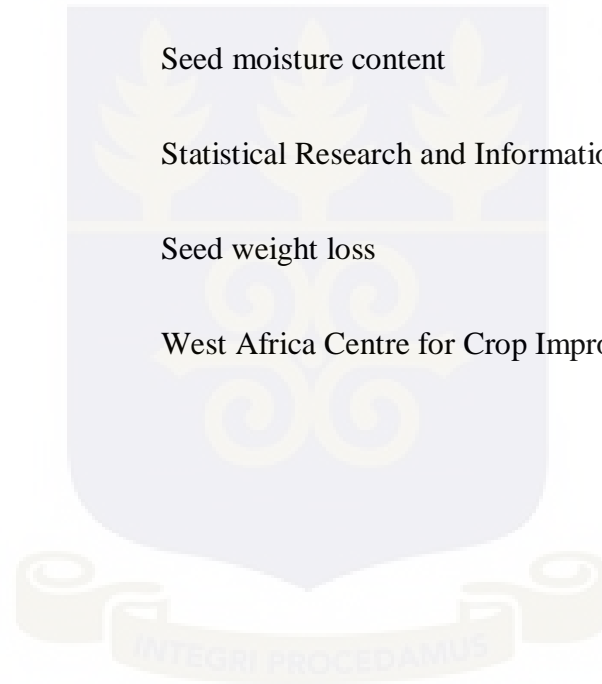 Seed moisture content
Statistical Research and Informatio
Seed weight loss
West Africa Centre for Crop Impro
INTEGRI PROCEDAMUS